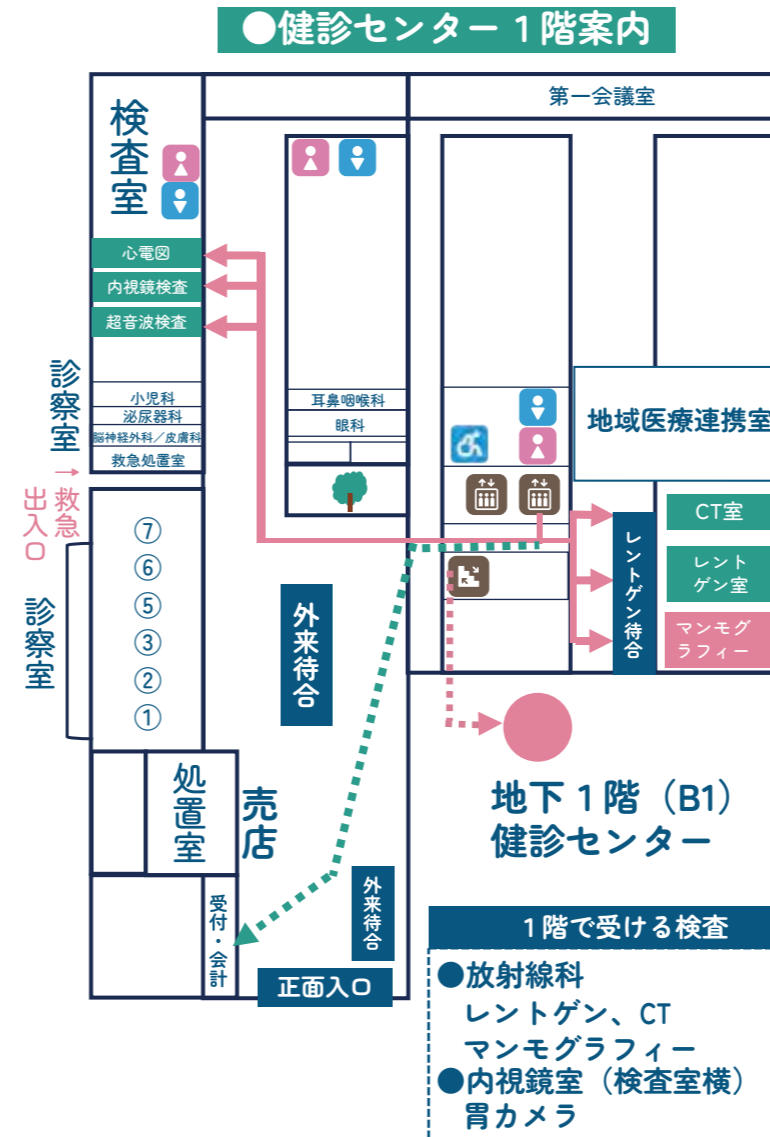 ●健診センター１階案内
第一会議室
検査室
心電図
内視鏡検査
超音波検査
診察室
小児科
泌尿器科
脳神経外科／皮膚科
救急処置室
→救急
出入口
耳鼻咽喉科
眼科
地域医療連携室
CT室
レント
ゲン室
マンモグ
ラフィー
レントゲン待合
診察室
⑦
⑥
⑤
③
②
①
外来待合
処置室
売店
地下１階（B1）
健診センター
外来待合
受付・会計
正面入口
１階で受ける検査
●放射線科
レントゲン、CT
マンモグラフィー
●内視鏡室（検査室横）
胃カメラ